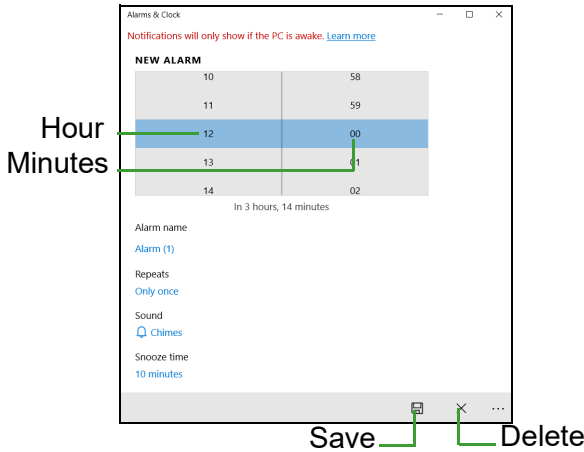 Alarms & Clock
Notifications will only show if the PC is awake. Learn more
NEW ALARM
10 58
11 59
Hour 12 00
Minutes
13 01
14 02
In 3 hours, 14 minutes
Alarm name
Alarm (1)
Repeats
Only once
Sound
Chimes
Snooze time
10 minutes
Save Delete